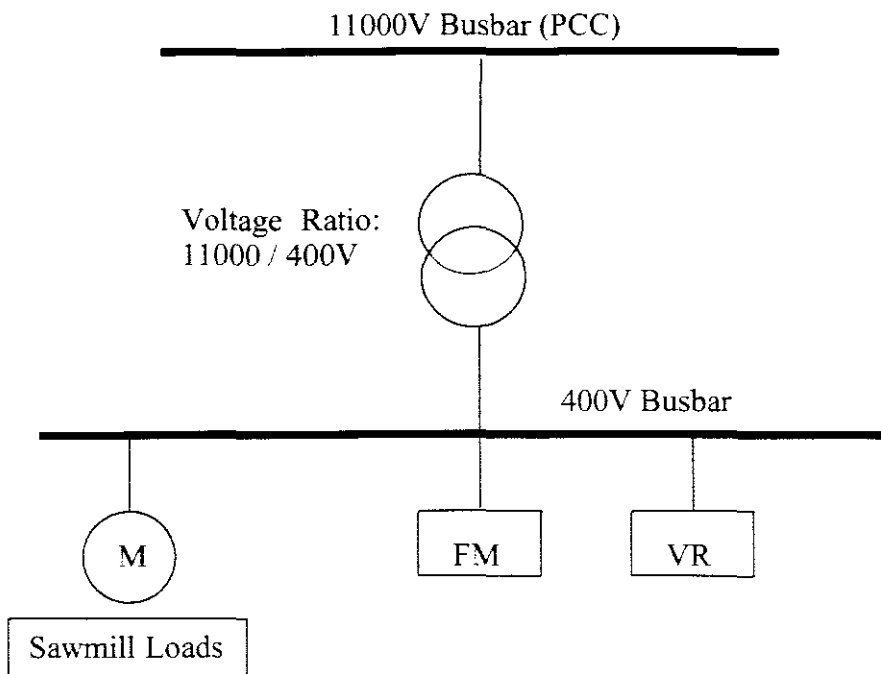 11000V Busbar (PCC)
Voltage Ratio:
11000 / 400V
400V Busbar
M
FM
VR
Sawmill Loads